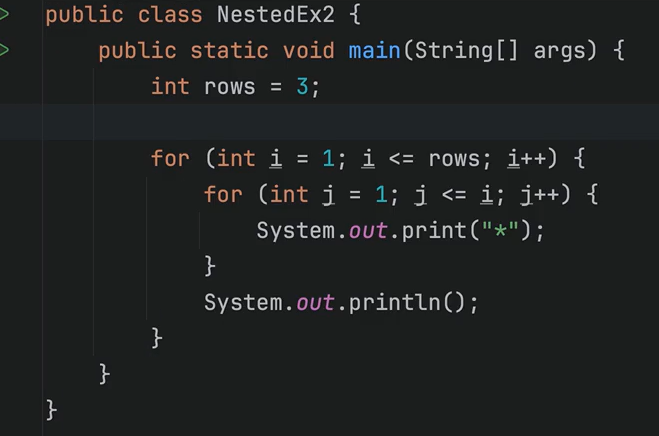 public class NestedEx2 {
    public static void main(String[] args) {
        int rows = 3;

        for (int i = 1; i <= rows; i++) {
            for (int j = 1; j <= i; j++) {
                System.out.print("*");
            }
            System.out.println();
        }
    }
}